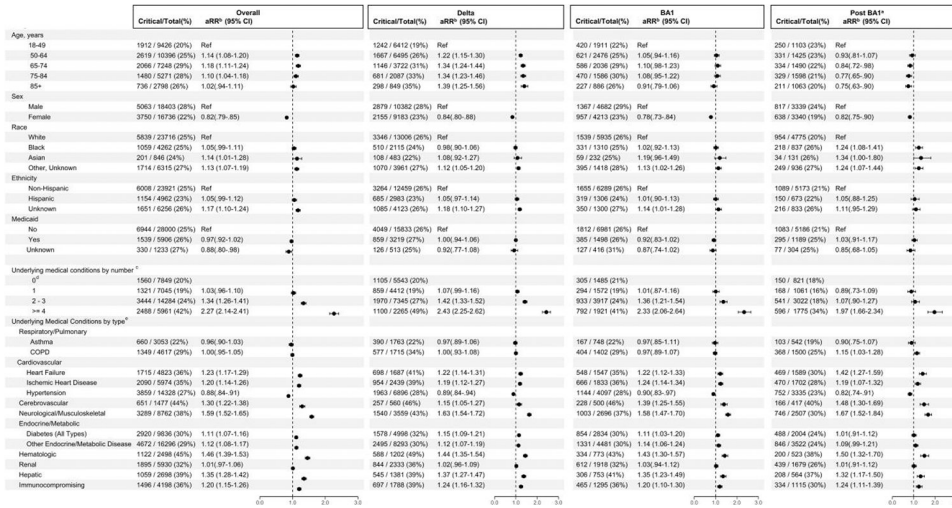 Overall Delta BA1 Post BA1ᵃ
Critical/Total(%) aRRᵇ (95% CI) Critical/Total(%) aRRᵇ (95% CI) Critical/Total(%) aRRᵇ (95% CI) Critical/Total(%) aRRᵇ (95% CI)
Age, years
18-49 1912 / 9426 (20%) Ref 1242 / 6412 (19%) Ref 420 / 1911 (22%) Ref 250 / 1103 (23%) Ref
50-64 2619 / 10396 (25%) 1.14 (1.08-1.20) 1667 / 6495 (26%) 1.22 (1.15-1.30) 621 / 2476 (25%) 1.05(.94-1.16) 331 / 1425 (23%) 0.93(.81-1.07)
65-74 2066 / 7248 (29%) 1.18 (1.11-1.24) 1146 / 3722 (31%) 1.34 (1.24-1.44) 586 / 2036 (29%) 1.10(.98-1.23) 334 / 1490 (22%) 0.84(.72-.98)
75-84 1480 / 5271 (28%) 1.10 (1.04-1.16) 681 / 2087 (33%) 1.34 (1.23-1.46) 470 / 1586 (30%) 1.08(.95-1.22) 329 / 1598 (21%) 0.77(.65-.90)
85+ 736 / 2798 (26%) 1.02(.94-1.11) 298 / 849 (35%) 1.39 (1.25-1.56) 227 / 886 (26%) 0.91(.79-1.06) 211 / 1063 (20%) 0.75(.63-.90)
Sex
Male 5063 / 18403 (28%) Ref 2879 / 10382 (28%) Ref 1367 / 4682 (29%) Ref 817 / 3339 (24%) Ref
Female 3750 / 16736 (22%) 0.82(.79-.85) 2155 / 9183 (23%) 0.84(.80-.88) 957 / 4213 (23%) 0.78(.73-.84) 638 / 3340 (19%) 0.82(.75-.90)
Race
White 5839 / 23716 (25%) Ref 3346 / 13006 (26%) Ref 1539 / 5935 (26%) Ref 954 / 4775 (20%) Ref
Black 1059 / 4262 (25%) 1.05(.99-1.11) 510 / 2115 (24%) 0.98(.90-1.06) 331 / 1310 (25%) 1.02(.92-1.13) 218 / 837 (26%) 1.24 (1.08-1.41)
Asian 201 / 846 (24%) 1.14 (1.01-1.28) 108 / 483 (22%) 1.08(.92-1.27) 59 / 232 (25%) 1.19(.96-1.49) 34 / 131 (26%) 1.34 (1.00-1.80)
Other, Unknown 1714 / 6315 (27%) 1.13 (1.07-1.19) 1070 / 3961 (27%) 1.12 (1.05-1.20) 395 / 1418 (28%) 1.13 (1.02-1.26) 249 / 936 (27%) 1.24 (1.07-1.44)
Ethnicity
Non-Hispanic 6008 / 23921 (25%) Ref 3264 / 12459 (26%) Ref 1655 / 6289 (26%) Ref 1089 / 5173 (21%) Ref
Hispanic 1154 / 4962 (23%) 1.05(.99-1.12) 685 / 2983 (23%) 1.05(.97-1.14) 319 / 1306 (24%) 1.01(.90-1.13) 150 / 673 (22%) 1.05(.88-1.25)
Unknown 1651 / 6256 (26%) 1.17 (1.10-1.24) 1085 / 4123 (26%) 1.18 (1.10-1.27) 350 / 1300 (27%) 1.14 (1.01-1.28) 216 / 833 (26%) 1.11(.95-1.29)
Medicaid
No 6944 / 28000 (25%) Ref 4049 / 15833 (26%) Ref 1812 / 6981 (26%) Ref 1083 / 5186 (21%) Ref
Yes 1539 / 5906 (26%) 0.97(.92-1.02) 859 / 3219 (27%) 1.00(.94-1.06) 385 / 1498 (26%) 0.92(.83-1.02) 295 / 1189 (25%) 1.03(.91-1.17)
Unknown 330 / 1233 (27%) 0.88(.80-.98) 126 / 513 (25%) 0.92(.77-1.08) 127 / 416 (31%) 0.87(.74-1.02) 77 / 304 (25%) 0.85(.68-1.05)
Underlying medical conditions by number ᶜ
0ᵈ 1560 / 7849 (20%) 1105 / 5543 (20%) 305 / 1485 (21%) 150 / 821 (18%)
1 1321 / 7045 (19%) 1.03(.96-1.10) 859 / 4412 (19%) 1.07(.99-1.16) 294 / 1572 (19%) 1.01(.87-1.16) 168 / 1061 (16%) 0.89(.73-1.09)
2 - 3 3444 / 14284 (24%) 1.34 (1.26-1.41) 1970 / 7345 (27%) 1.42 (1.33-1.52) 933 / 3917 (24%) 1.36 (1.21-1.54) 541 / 3022 (18%) 1.07(.90-1.27)
>= 4 2488 / 5961 (42%) 2.27 (2.14-2.41) 1100 / 2265 (49%) 2.43 (2.25-2.62) 792 / 1921 (41%) 2.33 (2.06-2.64) 596 / 1775 (34%) 1.97 (1.66-2.34)
Underlying Medical Conditions by typeᵉ
Respiratory/Pulmonary
Asthma 660 / 3053 (22%) 0.96(.90-1.03) 390 / 1763 (22%) 0.97(.89-1.06) 167 / 748 (22%) 0.97(.85-1.11) 103 / 542 (19%) 0.90(.75-1.07)
COPD 1349 / 4617 (29%) 1.00(.95-1.05) 577 / 1715 (34%) 1.00(.93-1.08) 404 / 1402 (29%) 0.97(.89-1.07) 368 / 1500 (25%) 1.15 (1.03-1.28)
Cardiovascular
Heart Failure 1715 / 4823 (36%) 1.23 (1.17-1.29) 698 / 1687 (41%) 1.22 (1.14-1.31) 548 / 1547 (35%) 1.22 (1.12-1.33) 469 / 1589 (30%) 1.42 (1.27-1.59)
Ischemic Heart Disease 2090 / 5974 (35%) 1.20 (1.14-1.26) 954 / 2439 (39%) 1.19 (1.12-1.27) 666 / 1833 (36%) 1.24 (1.14-1.34) 470 / 1702 (28%) 1.19 (1.07-1.32)
Hypertension 3859 / 14328 (27%) 0.88(.84-.91) 1963 / 6896 (28%) 0.89(.84-.94) 1144 / 4097 (28%) 0.90(.83-.97) 752 / 3335 (23%) 0.82(.74-.91)
Cerebrovascular 651 / 1477 (44%) 1.30 (1.22-1.38) 257 / 560 (46%) 1.15 (1.05-1.27) 228 / 500 (46%) 1.39 (1.25-1.55) 166 / 417 (40%) 1.48 (1.30-1.69)
Neurological/Musculoskeletal 3289 / 8762 (38%) 1.59 (1.52-1.65) 1540 / 3559 (43%) 1.63 (1.54-1.72) 1003 / 2696 (37%) 1.58 (1.47-1.70) 746 / 2507 (30%) 1.67 (1.52-1.84)
Endocrine/Metabolic
Diabetes (All Types) 2920 / 9836 (30%) 1.11 (1.07-1.16) 1578 / 4998 (32%) 1.15 (1.09-1.21) 854 / 2834 (30%) 1.11 (1.03-1.20) 488 / 2004 (24%) 1.01(.91-1.12)
Other Endocrine/Metabolic Disease 4672 / 16296 (29%) 1.12 (1.08-1.17) 2495 / 8293 (30%) 1.12 (1.07-1.19) 1331 / 4481 (30%) 1.14 (1.06-1.24) 846 / 3522 (24%) 1.09(.99-1.21)
Hematologic 1122 / 2498 (45%) 1.46 (1.39-1.53) 588 / 1202 (49%) 1.44 (1.35-1.54) 334 / 773 (43%) 1.43 (1.30-1.57) 200 / 523 (38%) 1.52 (1.34-1.71)
Renal 1895 / 5930 (32%) 1.01(.97-1.06) 844 / 2333 (36%) 1.02(.96-1.09) 612 / 1918 (32%) 1.03(.94-1.12) 439 / 1679 (26%) 1.01(.91-1.12)
Hepatic 1059 / 2698 (39%) 1.35 (1.28-1.42) 545 / 1381 (39%) 1.37 (1.27-1.47) 306 / 753 (41%) 1.35 (1.23-1.49) 208 / 564 (37%) 1.32 (1.17-1.50)
Immunocompromising 1496 / 4198 (36%) 1.20 (1.15-1.26) 697 / 1788 (39%) 1.24 (1.16-1.32) 465 / 1295 (36%) 1.20 (1.10-1.30) 334 / 1115 (30%) 1.24 (1.11-1.39)
0.0 1.0 2.0 3.0 0.0 1.0 2.0 3.0 0.0 1.0 2.0 3.0 0.0 1.0 2.0